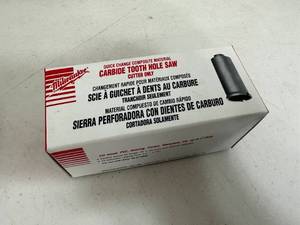 Milwaukee
QUICK CHANGE COMPOSITE MATERIAL
CARBIDE TOOTH HOLE SAW
CUTTER ONLY
CHANGEMENT RAPIDE POUR MATÉRIAUX COMPOSÉS
SCIE À GUICHET À DENTS AU CARBURE
TRANCHOIR SEULEMENT
MATERIAL COMPUESTO DE CAMBIO RÁPIDO
SIERRA PERFORADORA CON DIENTES DE CARBURO
CORTADORA SOLAMENTE